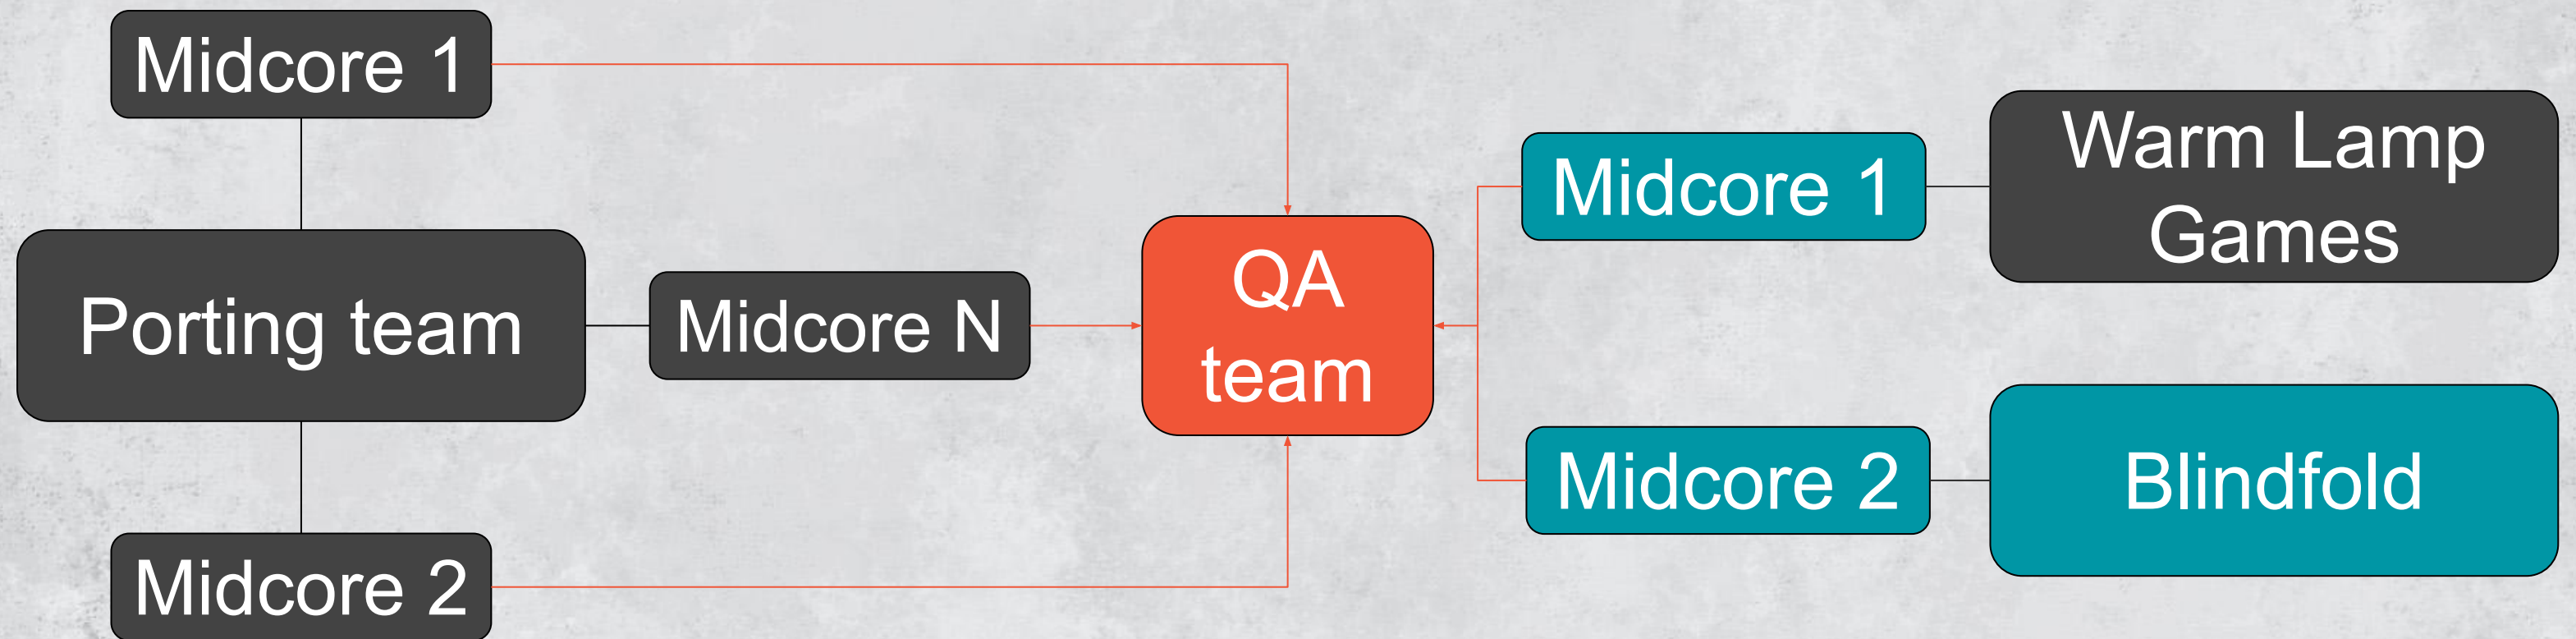 Midcore 1
Porting team
Midcore N
Midcore 2
QA
team
Midcore 1
Warm Lamp
Games
Midcore 2
Blindfold